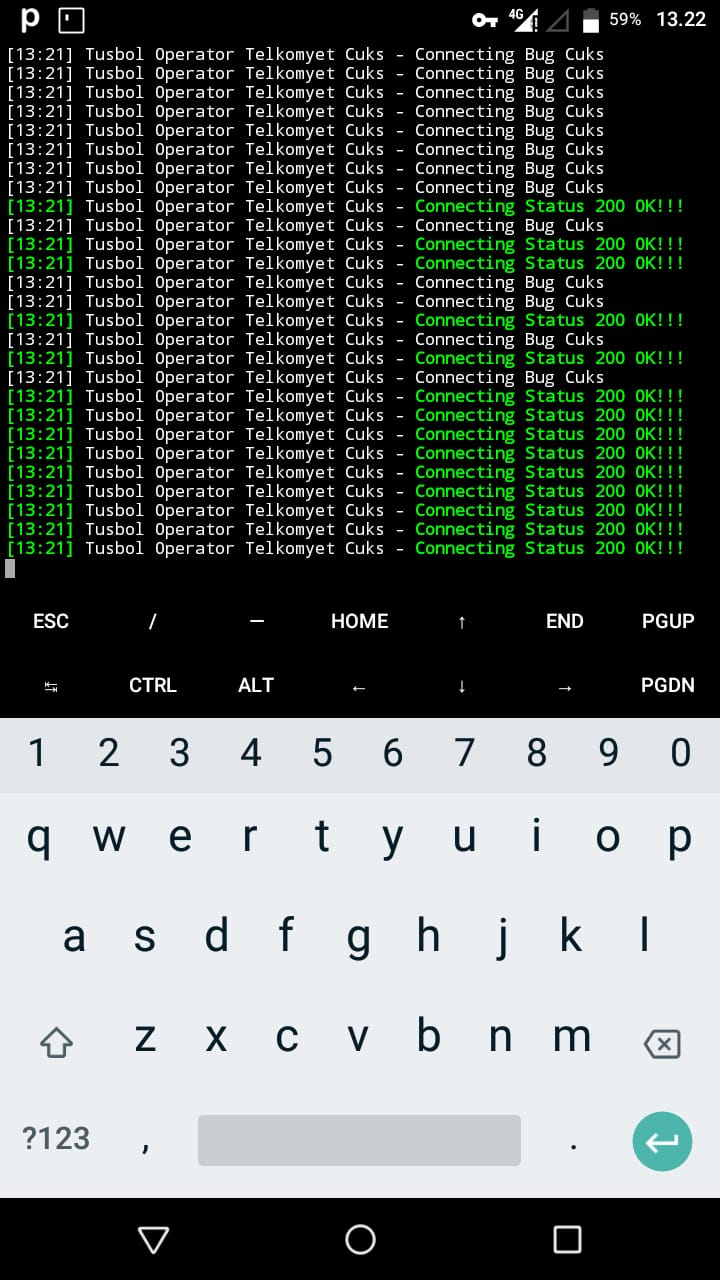 p 4G 59% 13.22
[13:21] Tusbol Operator Telkomyet Cuks - Connecting Bug Cuks
[13:21] Tusbol Operator Telkomyet Cuks - Connecting Bug Cuks
[13:21] Tusbol Operator Telkomyet Cuks - Connecting Bug Cuks
[13:21] Tusbol Operator Telkomyet Cuks - Connecting Bug Cuks
[13:21] Tusbol Operator Telkomyet Cuks - Connecting Bug Cuks
[13:21] Tusbol Operator Telkomyet Cuks - Connecting Bug Cuks
[13:21] Tusbol Operator Telkomyet Cuks - Connecting Bug Cuks
[13:21] Tusbol Operator Telkomyet Cuks - Connecting Bug Cuks
[13:21] Tusbol Operator Telkomyet Cuks - Connecting Status 200 OK!!!
[13:21] Tusbol Operator Telkomyet Cuks - Connecting Bug Cuks
[13:21] Tusbol Operator Telkomyet Cuks - Connecting Status 200 OK!!!
[13:21] Tusbol Operator Telkomyet Cuks - Connecting Status 200 OK!!!
[13:21] Tusbol Operator Telkomyet Cuks - Connecting Bug Cuks
[13:21] Tusbol Operator Telkomyet Cuks - Connecting Bug Cuks
[13:21] Tusbol Operator Telkomyet Cuks - Connecting Status 200 OK!!!
[13:21] Tusbol Operator Telkomyet Cuks - Connecting Bug Cuks
[13:21] Tusbol Operator Telkomyet Cuks - Connecting Status 200 OK!!!
[13:21] Tusbol Operator Telkomyet Cuks - Connecting Bug Cuks
[13:21] Tusbol Operator Telkomyet Cuks - Connecting Status 200 OK!!!
[13:21] Tusbol Operator Telkomyet Cuks - Connecting Status 200 OK!!!
[13:21] Tusbol Operator Telkomyet Cuks - Connecting Status 200 OK!!!
[13:21] Tusbol Operator Telkomyet Cuks - Connecting Status 200 OK!!!
[13:21] Tusbol Operator Telkomyet Cuks - Connecting Status 200 OK!!!
[13:21] Tusbol Operator Telkomyet Cuks - Connecting Status 200 OK!!!
[13:21] Tusbol Operator Telkomyet Cuks - Connecting Status 200 OK!!!
[13:21] Tusbol Operator Telkomyet Cuks - Connecting Status 200 OK!!!
[13:21] Tusbol Operator Telkomyet Cuks - Connecting Status 200 OK!!!
ESC / — HOME ↑ END PGUP
↹ CTRL ALT ← ↓ → PGDN
1 2 3 4 5 6 7 8 9 0
q w e r t y u i o p
a s d f g h j k l
z x c v b n m
?123 , .